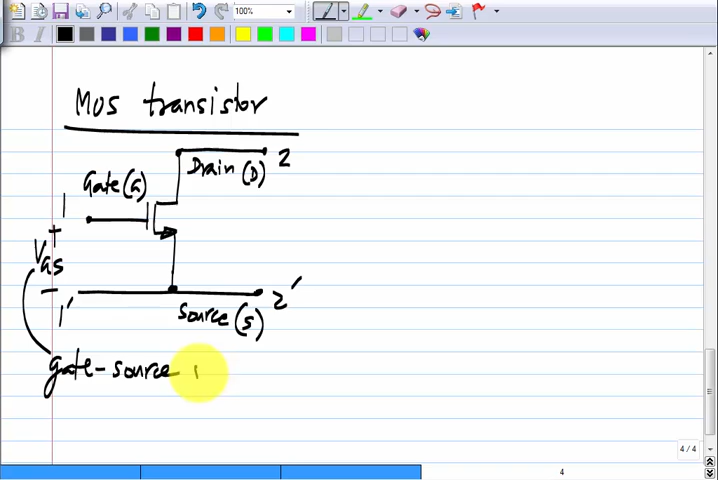 100%
B I
MOS transistor
Drain (D) 2
Gate (G)
1
+
VGS
-
1'
2'
Source (S)
gate-source
4 / 4
4